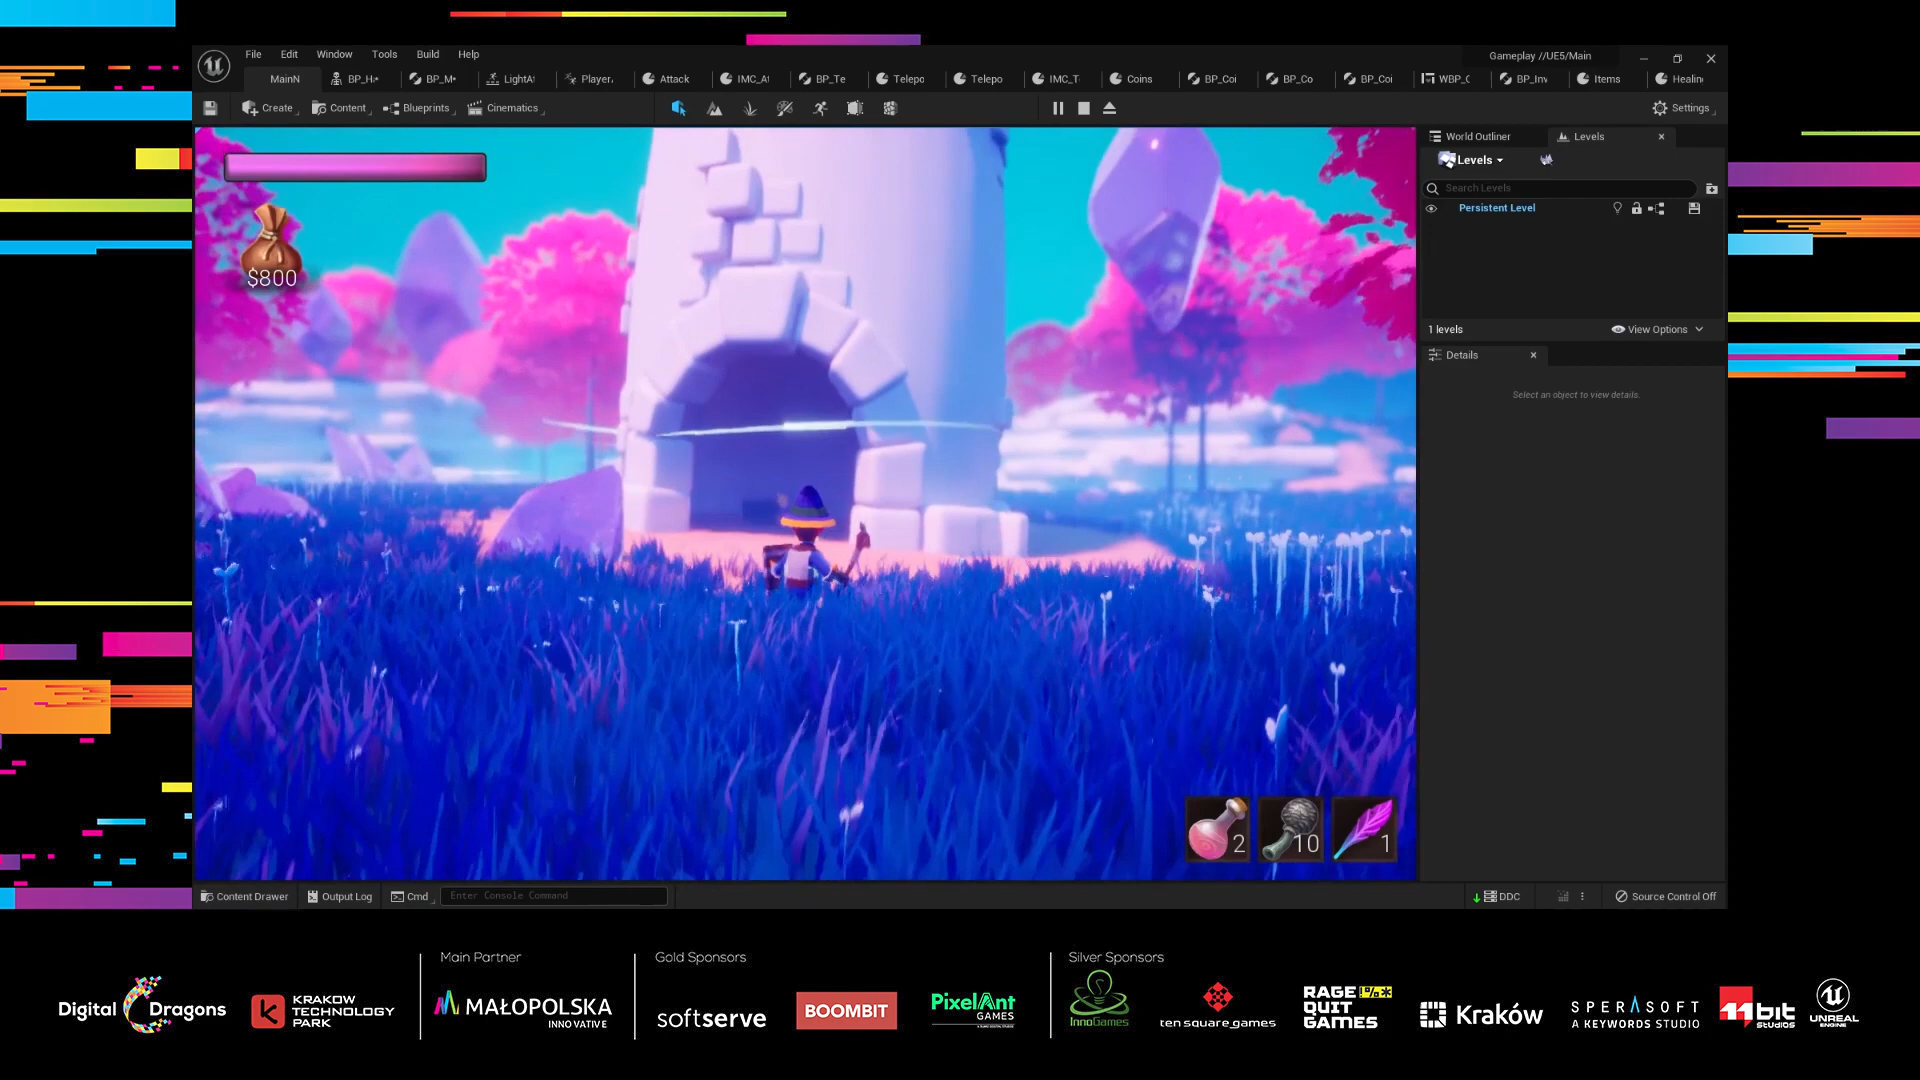 File Edit Window Tools Build Help
Gameplay //UE5/Main
MainN BP_H BP_M LightA Player. Attack IMC_A BP_Te Telepo Telepo IMC_T Coins BP_Coi BP_Co BP_Coi WBP_C BP_Inv Items Healin
Create Content Blueprints Cinematics Settings
World Outliner Levels
Levels
Search Levels
Persistent Level
$800
1 levels View Options
Details
Select an object to view details.
2 10 1
Content Drawer Output Log Cmd Enter Console Command DDC Source Control Off
Main Partner Gold Sponsors Silver Sponsors
Digital Dragons
KRAKOW
TECHNOLOGY
PARK
MAŁOPOLSKA
INNOVATIVE
softserve
BOOMBIT
PixelAnt
GAMES
InnoGames
ten square games
RAGE !%*
QUIT
GAMES
Kraków
SPERASOFT
A KEYWORDS STUDIO
11bit
STUDIOS
UNREAL
ENGINE